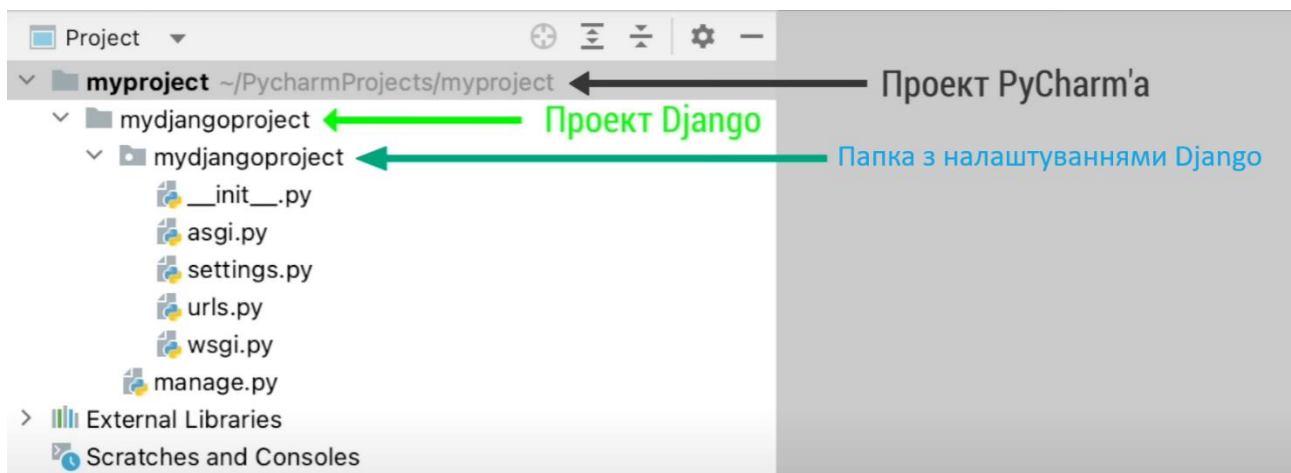 Project
myproject ~/PycharmProjects/myproject Проект PyCharm'a
mydjangoproject Проект Django
mydjangoproject Папка з налаштуваннями Django
__init__.py
asgi.py
settings.py
urls.py
wsgi.py
manage.py
External Libraries
Scratches and Consoles